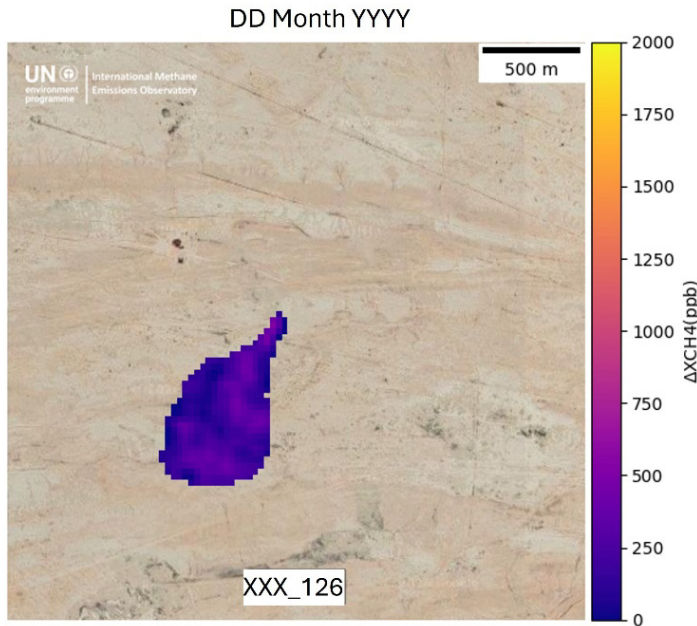 DD Month YYYY
UN environment programme
International Methane
Emissions Observatory
500 m
XXX_126
2000
1750
1500
1250
1000
750
500
250
0
ΔXCH4(ppb)